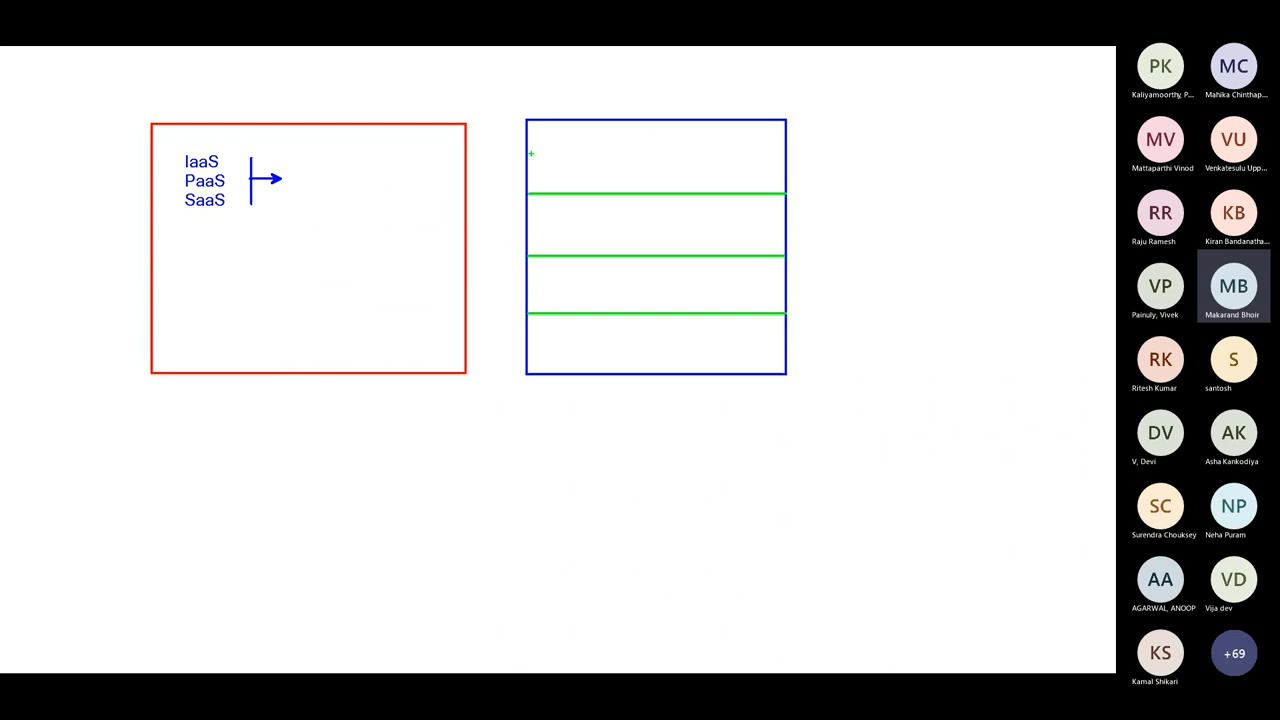 IaaS
PaaS
SaaS
PK
MC
Kaliyamoorthy, P...
Mahika Chinthap...
MV
VU
Mattaparthi Vinod
Venkatesulu Upp...
RR
KB
Raju Ramesh
Kiran Bandanatha...
VP
MB
Painuly, Vivek
Makarand Bhoir
RK
S
Ritesh Kumar
santosh
DV
AK
V, Devi
Asha Kankodiya
SC
NP
Surendra Chouksey
Neha Puram
AA
VD
AGARWAL, ANOOP
Vija dev
KS
+69
Kamal Shikari